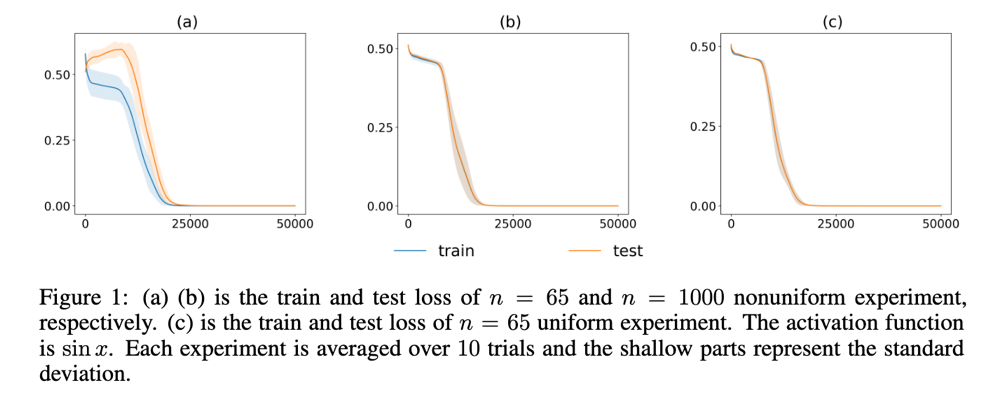 (a) (b) (c)
0.50 0.50 0.50
0.25 0.25 0.25
0.00 0.00 0.00
0 25000 50000 0 25000 50000 0 25000 50000
train test
Figure 1: (a) (b) is the train and test loss of n = 65 and n = 1000 nonuniform experiment,
respectively. (c) is the train and test loss of n = 65 uniform experiment. The activation function
is sin x. Each experiment is averaged over 10 trials and the shallow parts represent the standard
deviation.